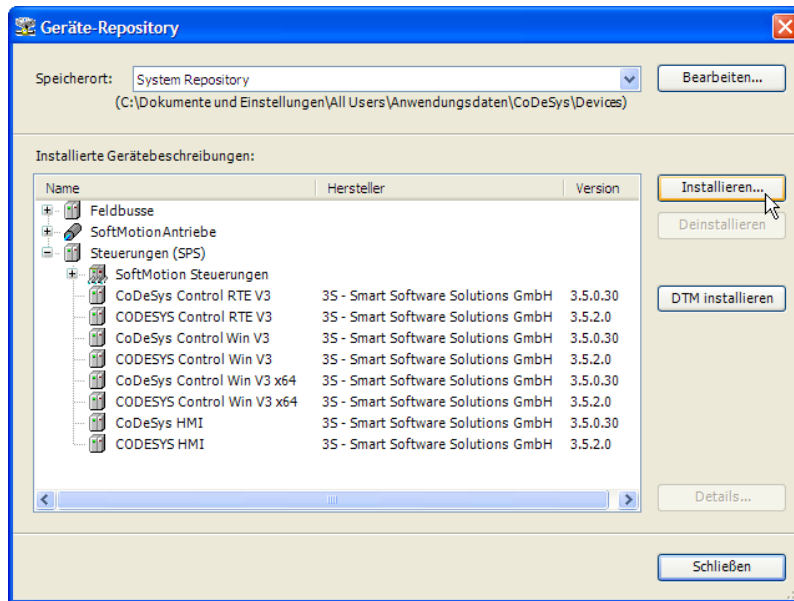 Geräte-Repository
Speicherort: System Repository Bearbeiten...
(C:\Dokumente und Einstellungen\All Users\Anwendungsdaten\CoDeSys\Devices)
Installierte Gerätebeschreibungen:
Name Hersteller Version Installieren...
Feldbusse
SoftMotionAntriebe Deinstallieren
Steuerungen (SPS)
SoftMotion Steuerungen
CoDeSys Control RTE V3 3S - Smart Software Solutions GmbH 3.5.0.30 DTM installieren
CODESYS Control RTE V3 3S - Smart Software Solutions GmbH 3.5.2.0
CoDeSys Control Win V3 3S - Smart Software Solutions GmbH 3.5.0.30
CODESYS Control Win V3 3S - Smart Software Solutions GmbH 3.5.2.0
CoDeSys Control Win V3 x64 3S - Smart Software Solutions GmbH 3.5.0.30
CODESYS Control Win V3 x64 3S - Smart Software Solutions GmbH 3.5.2.0
CoDeSys HMI 3S - Smart Software Solutions GmbH 3.5.0.30
CODESYS HMI 3S - Smart Software Solutions GmbH 3.5.2.0
Details...
Schließen